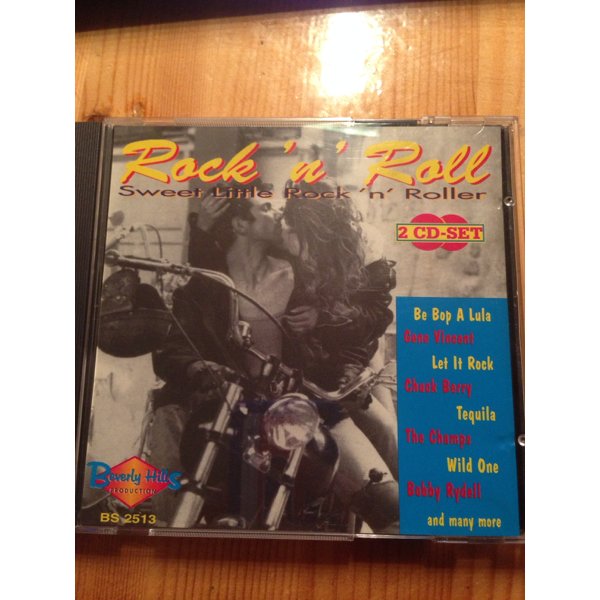 Rock 'n' Roll
Sweet Little Rock 'n' Roller
2 CD-SET
Be Bop A Lula
Gene Vincent
Let It Rock
Chuck Berry
Tequila
The Champs
Wild One
Bobby Rydell
and many more
Beverly Hills
PRODUCTION
BS 2513